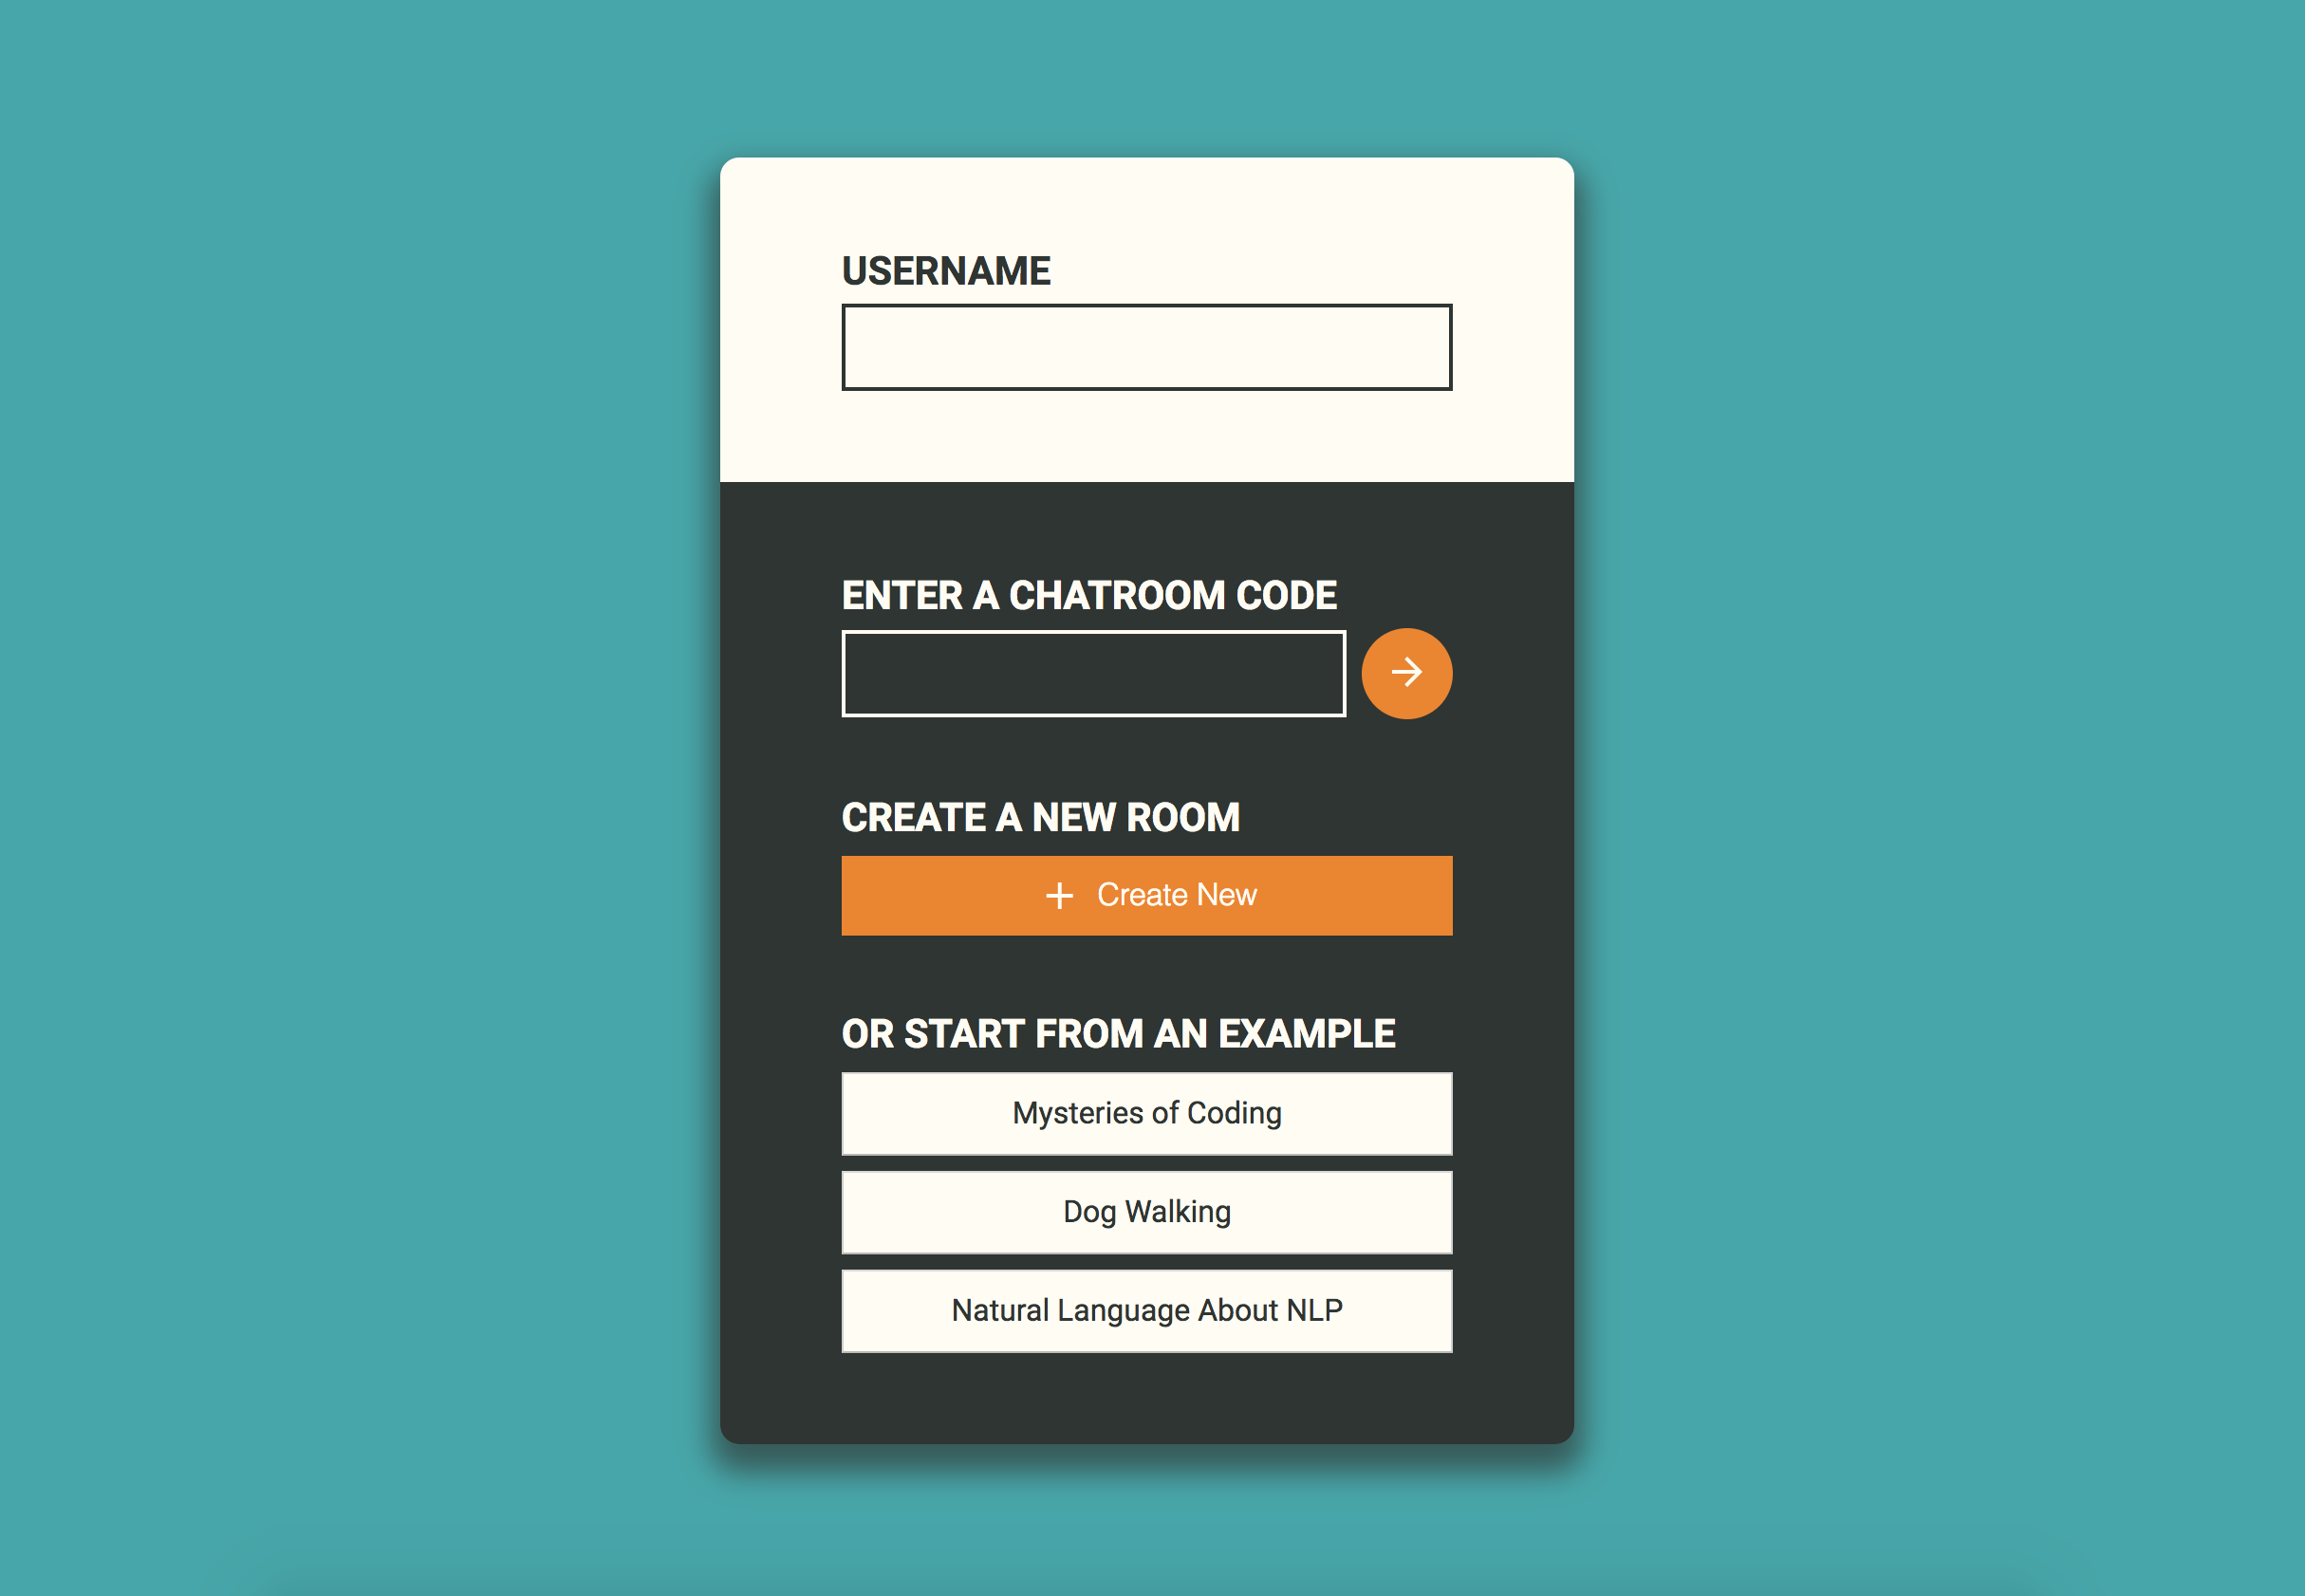 USERNAME
ENTER A CHATROOM CODE
CREATE A NEW ROOM
Create New
OR START FROM AN EXAMPLE
Mysteries of Coding
Dog Walking
Natural Language About NLP